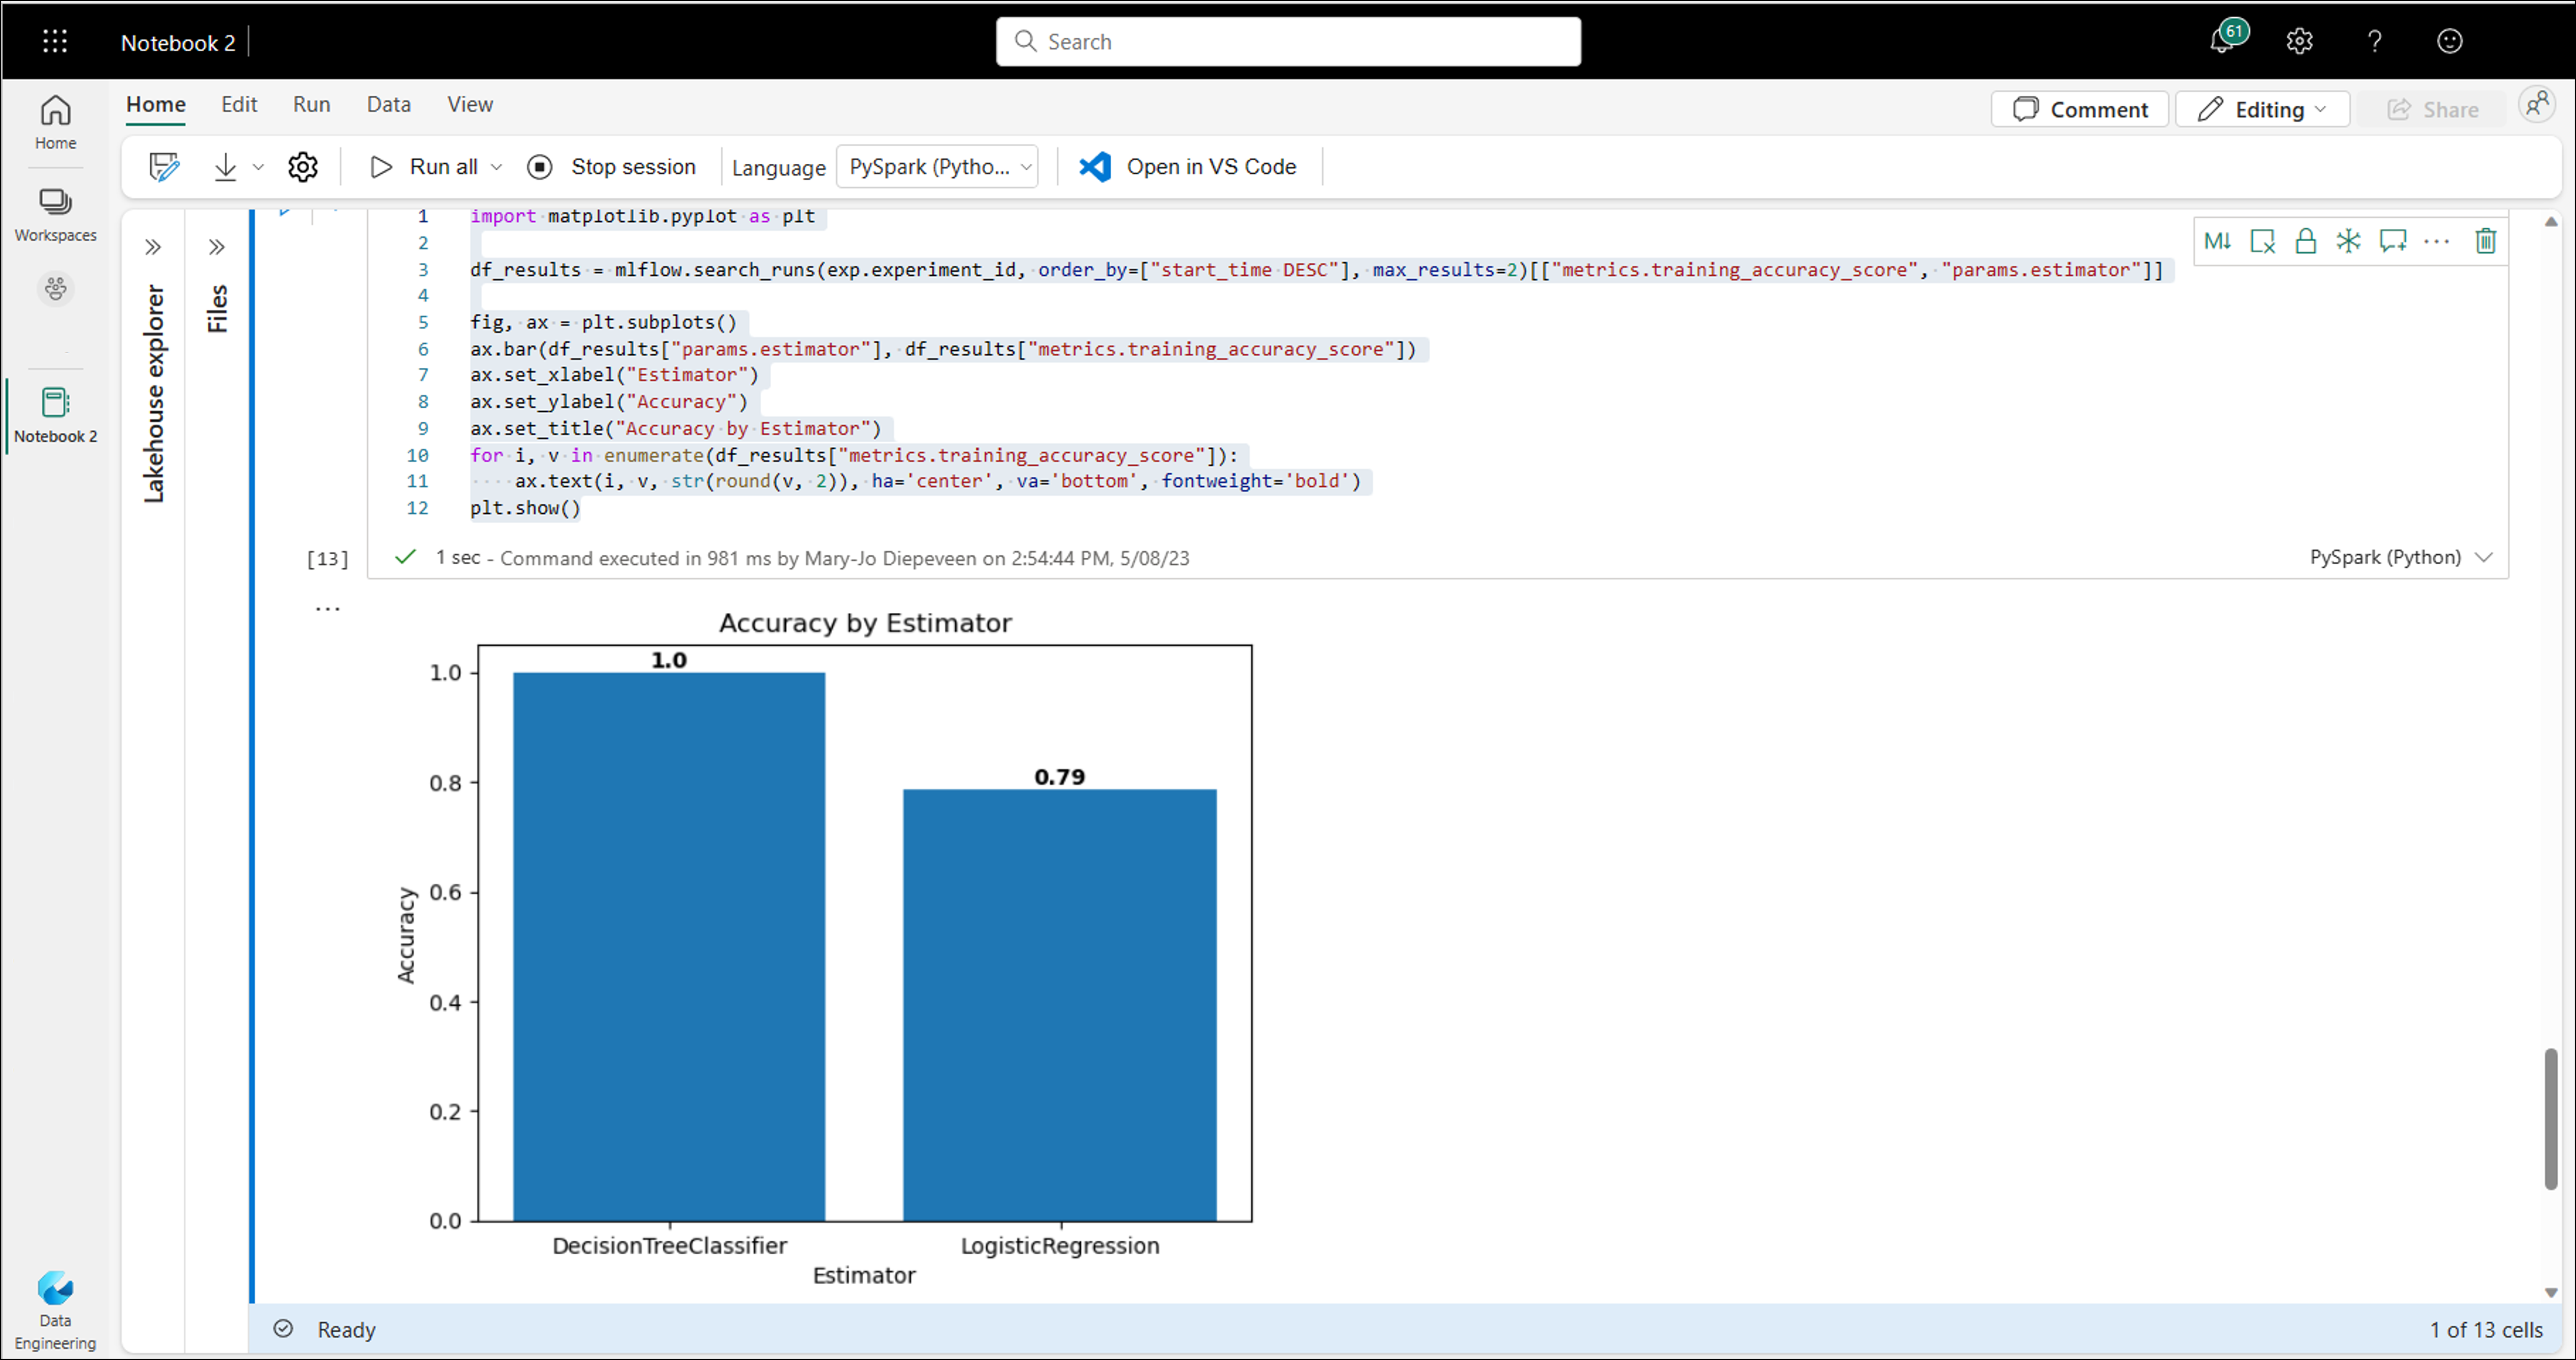 Notebook 2
Search
61
Home Edit Run Data View
Comment Editing Share
Home
Workspaces
Notebook 2
Data
Engineering
Run all Stop session Language PySpark (Pytho... Open in VS Code
Lakehouse explorer
Files
M↓
1 import matplotlib.pyplot as plt
2
3 df_results = mlflow.search_runs(exp.experiment_id, order_by=["start_time DESC"], max_results=2)[["metrics.training_accuracy_score", "params.estimator"]]
4
5 fig, ax = plt.subplots()
6 ax.bar(df_results["params.estimator"], df_results["metrics.training_accuracy_score"])
7 ax.set_xlabel("Estimator")
8 ax.set_ylabel("Accuracy")
9 ax.set_title("Accuracy by Estimator")
10 for i, v in enumerate(df_results["metrics.training_accuracy_score"]):
11     ax.text(i, v, str(round(v, 2)), ha='center', va='bottom', fontweight='bold')
12 plt.show()
[13] 1 sec - Command executed in 981 ms by Mary-Jo Diepeveen on 2:54:44 PM, 5/08/23 PySpark (Python)
...
Accuracy by Estimator
1.0
0.79
1.0
0.8
0.6
0.4
0.2
0.0
Accuracy
DecisionTreeClassifier LogisticRegression
Estimator
Ready 1 of 13 cells